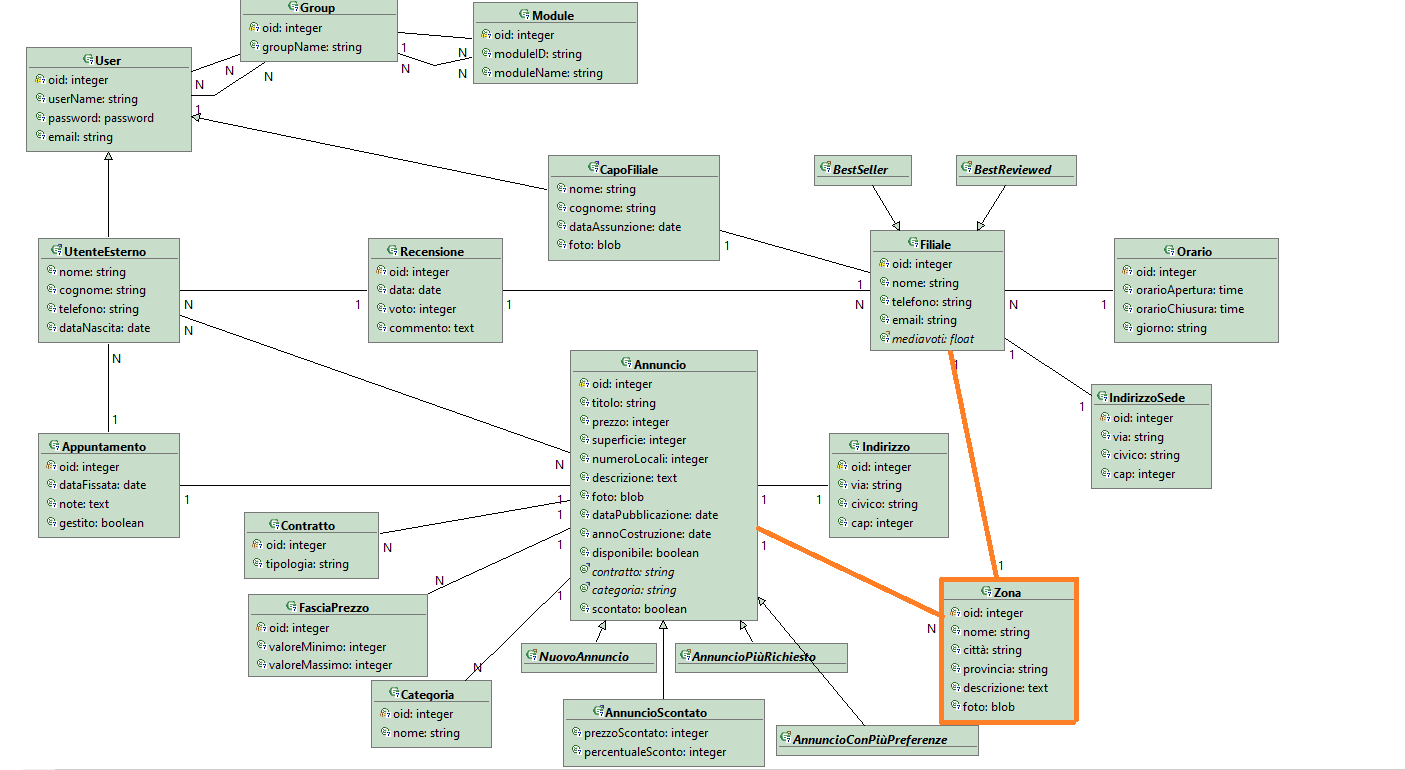 Group
oid: integer
groupName: string
1
N
N
N
N
N
Module
oid: integer
moduleID: string
moduleName: string
User
oid: integer
userName: string
password: password
email: string
1
CapoFiliale
nome: string
cognome: string
dataAssunzione: date
foto: blob
1
1
BestSeller
BestReviewed
UtenteEsterno
nome: string
cognome: string
telefono: string
dataNascita: date
N
N
N
1
Recensione
oid: integer
data: date
voto: integer
commento: text
1
1
N
Filiale
oid: integer
nome: string
telefono: string
email: string
mediavoti: float
N
1
1
1
1
1
Orario
oid: integer
orarioApertura: time
orarioChiusura: time
giorno: string
IndirizzoSede
oid: integer
via: string
civico: string
cap: integer
Annuncio
oid: integer
titolo: string
prezzo: integer
superficie: integer
numeroLocali: integer
descrizione: text
foto: blob
dataPubblicazione: date
annoCostruzione: date
disponibile: boolean
contratto: string
categoria: string
scontato: boolean
N
1
1
1
1
1
1
1
Appuntamento
oid: integer
dataFissata: date
note: text
gestito: boolean
1
Indirizzo
oid: integer
via: string
civico: string
cap: integer
Contratto
oid: integer
tipologia: string
N
FasciaPrezzo
oid: integer
valoreMinimo: integer
valoreMassimo: integer
N
Categoria
oid: integer
nome: string
N
Zona
oid: integer
nome: string
città: string
provincia: string
descrizione: text
foto: blob
N
NuovoAnnuncio
AnnuncioPiùRichiesto
AnnuncioScontato
prezzoScontato: integer
percentualeSconto: integer
AnnuncioConPiùPreferenze